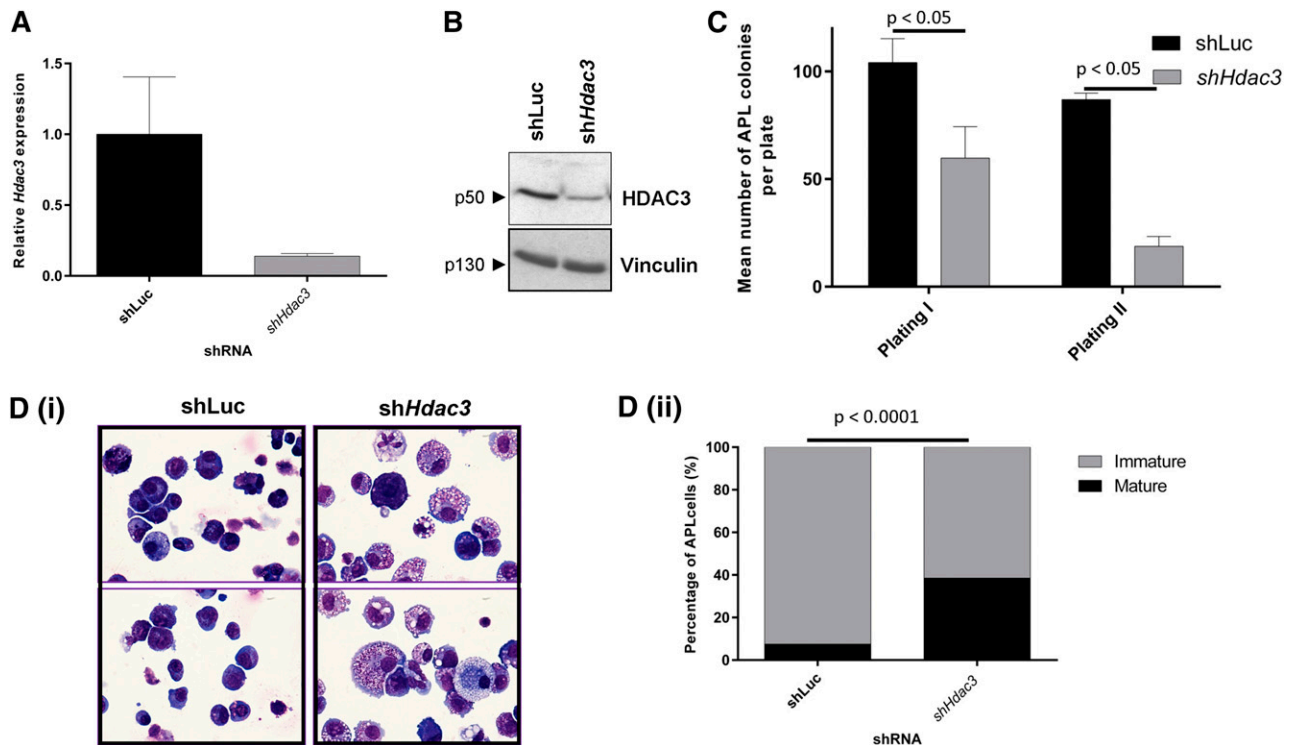 A
Relative Hdac3 expression
1.5
1.0
0.5
0.0
shLuc
shHdac3
shRNA
B
shLuc
shHdac3
p50
HDAC3
p130
Vinculin
C
p < 0.05
p < 0.05
shLuc
shHdac3
Mean number of APL colonies
per plate
100
50
0
Plating I
Plating II
D (i)
shLuc
shHdac3
D (ii)
p < 0.0001
Percentage of APLcells (%)
100
80
60
40
20
0
Immature
Mature
shLuc
shHdac3
shRNA